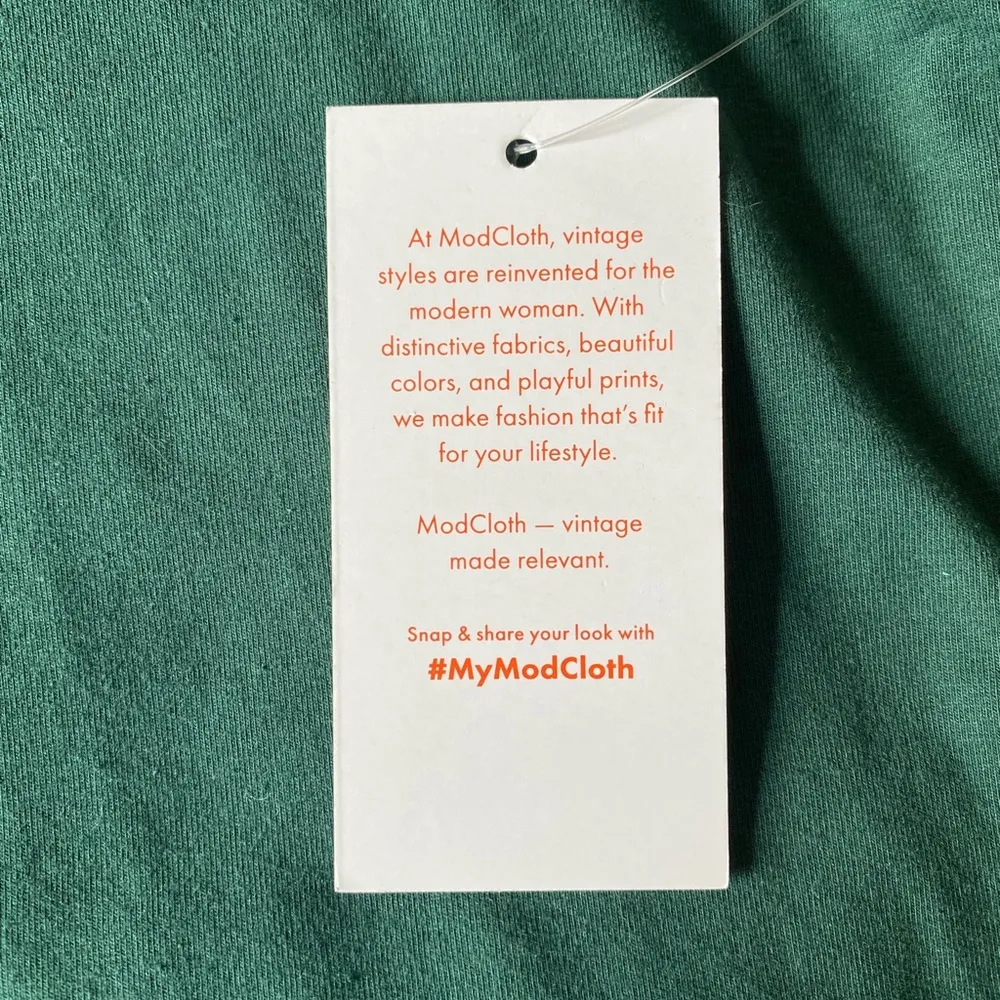 At ModCloth, vintage
styles are reinvented for the
modern woman. With
distinctive fabrics, beautiful
colors, and playful prints,
we make fashion that's fit
for your lifestyle.
ModCloth — vintage
made relevant.
Snap & share your look with
#MyModCloth